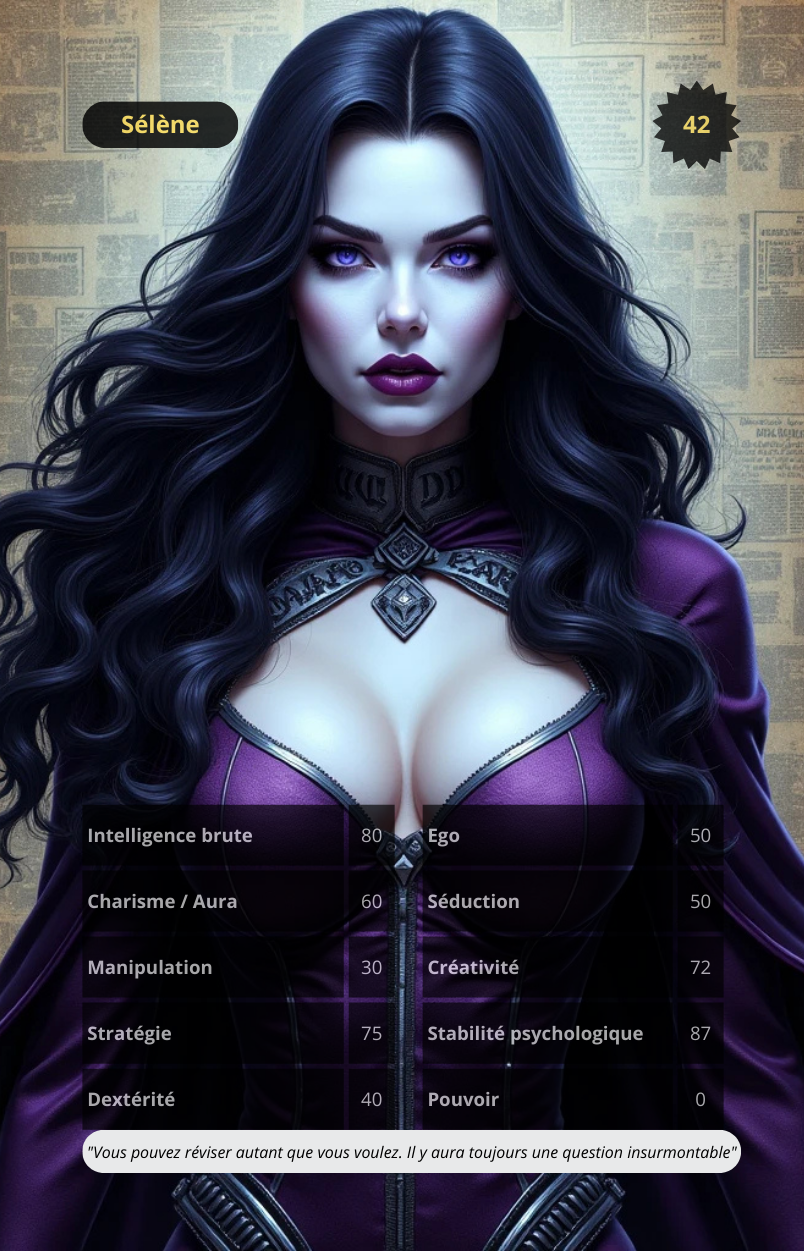 Sélène
42
Intelligence brute 80
Ego 50
Charisme / Aura 60
Séduction 50
Manipulation 30
Créativité 72
Stratégie 75
Stabilité psychologique 87
Dextérité 40
Pouvoir 0
"Vous pouvez réviser autant que vous voulez. Il y aura toujours une question insurmontable"